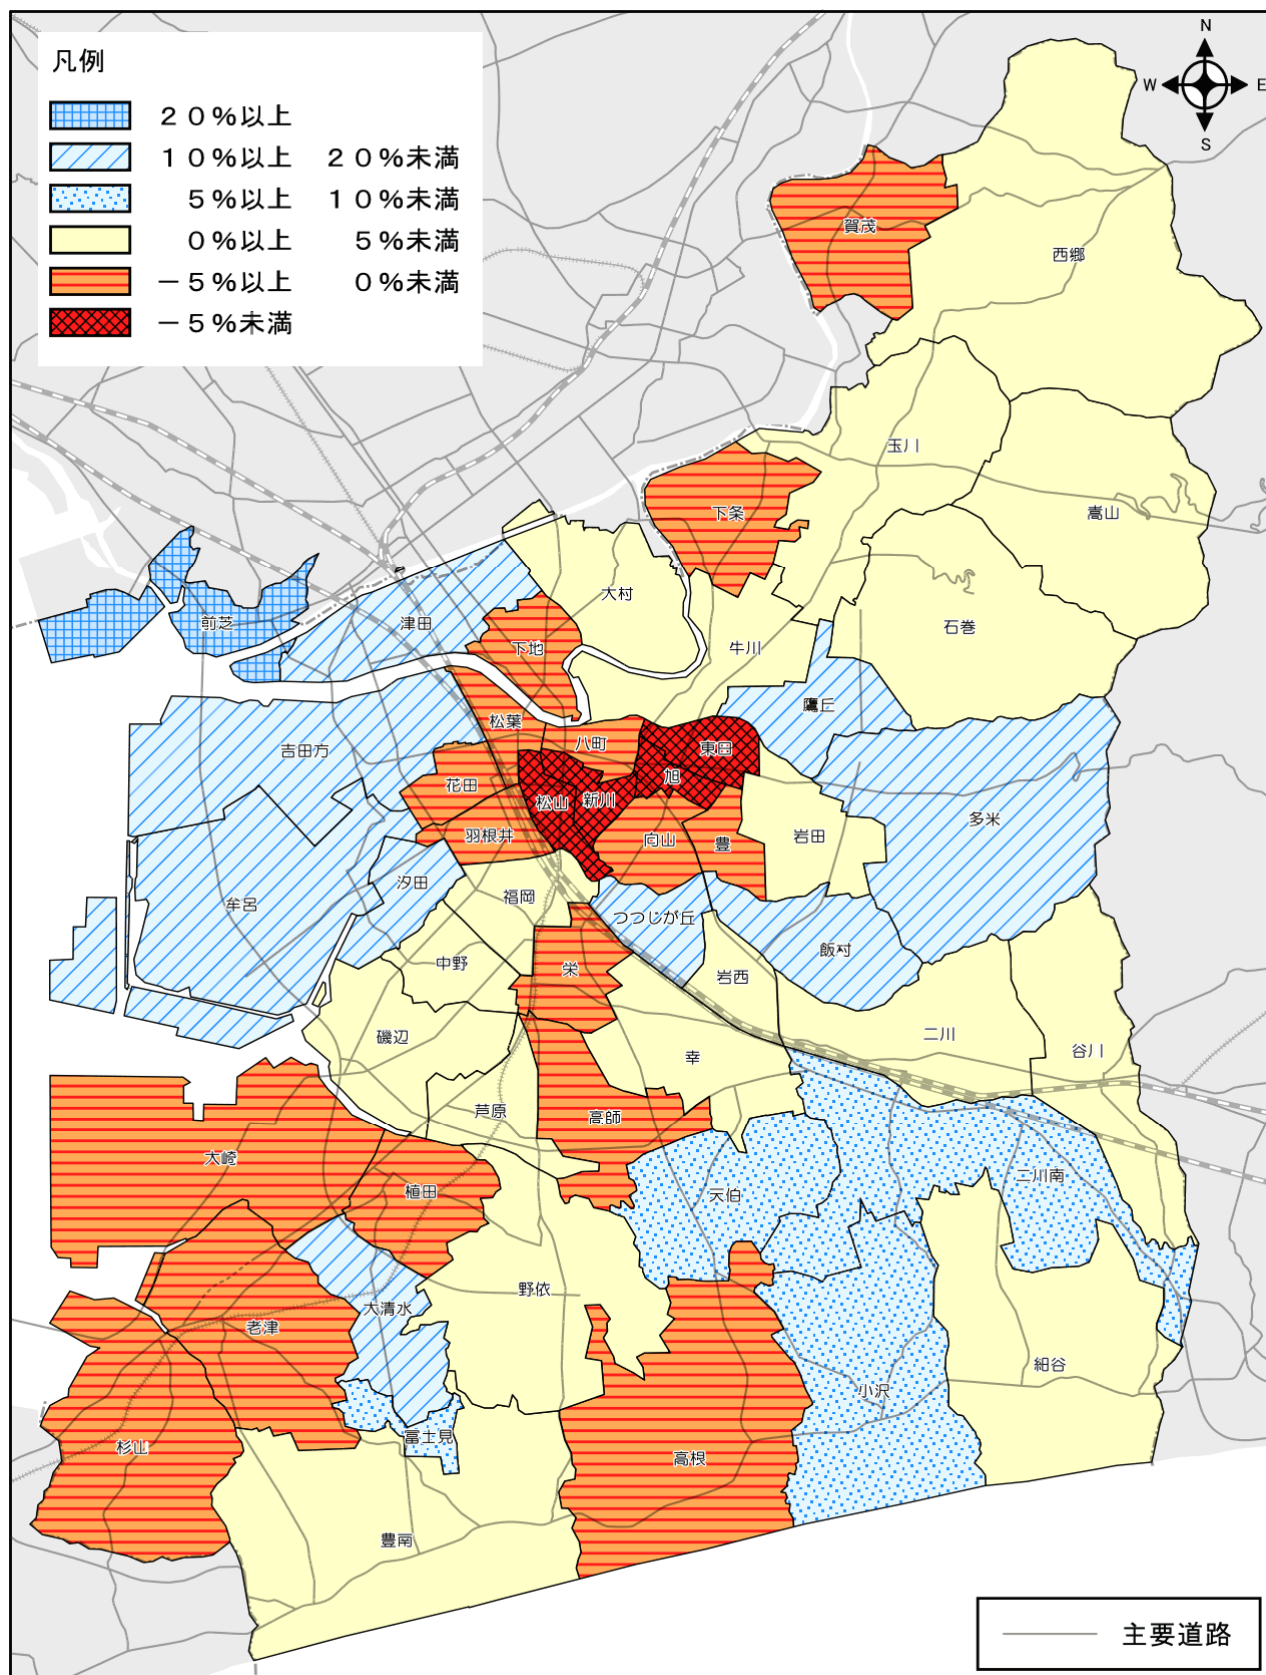 凡例
２０％以上
１０％以上　２０％未満
５％以上　１０％未満
０％以上　５％未満
－５％以上　０％未満
－５％未満
N
W E
S
賀茂
西郷
玉川
嵩山
下条
大村
石巻
前芝
津田
下地
牛川
鷹丘
松葉
吉田方
八町
東田
花田
旭
松山
新川
多米
羽根井
向山
豊
岩田
汐田
福岡
牟呂
つつじが丘
飯村
中野
栄
岩西
磯辺
幸
二川
谷川
芦原
高師
大崎
植田
天伯
二川南
野依
大清水
老津
細谷
小沢
富士見
杉山
高根
豊南
主要道路